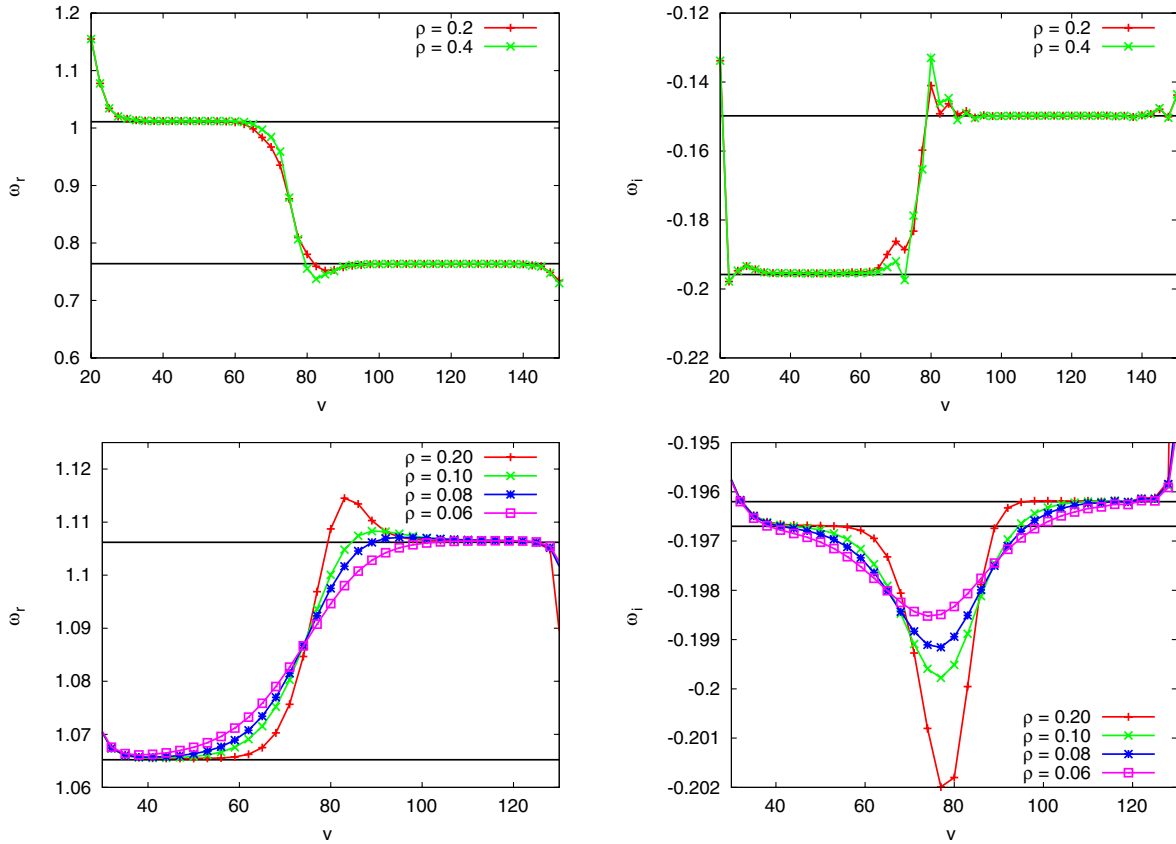 1.2
1.1
1
0.9
0.8
0.7
0.6
20 40 60 80 100 120 140
ω_r
v
ρ = 0.2
ρ = 0.4
-0.12
-0.14
-0.16
-0.18
-0.2
-0.22
20 40 60 80 100 120 140
ω_i
v
ρ = 0.2
ρ = 0.4
1.12
1.11
1.1
1.09
1.08
1.07
1.06
40 60 80 100 120
ω_r
v
ρ = 0.20
ρ = 0.10
ρ = 0.08
ρ = 0.06
-0.195
-0.196
-0.197
-0.198
-0.199
-0.2
-0.201
-0.202
40 60 80 100 120
ω_i
v
ρ = 0.20
ρ = 0.10
ρ = 0.08
ρ = 0.06